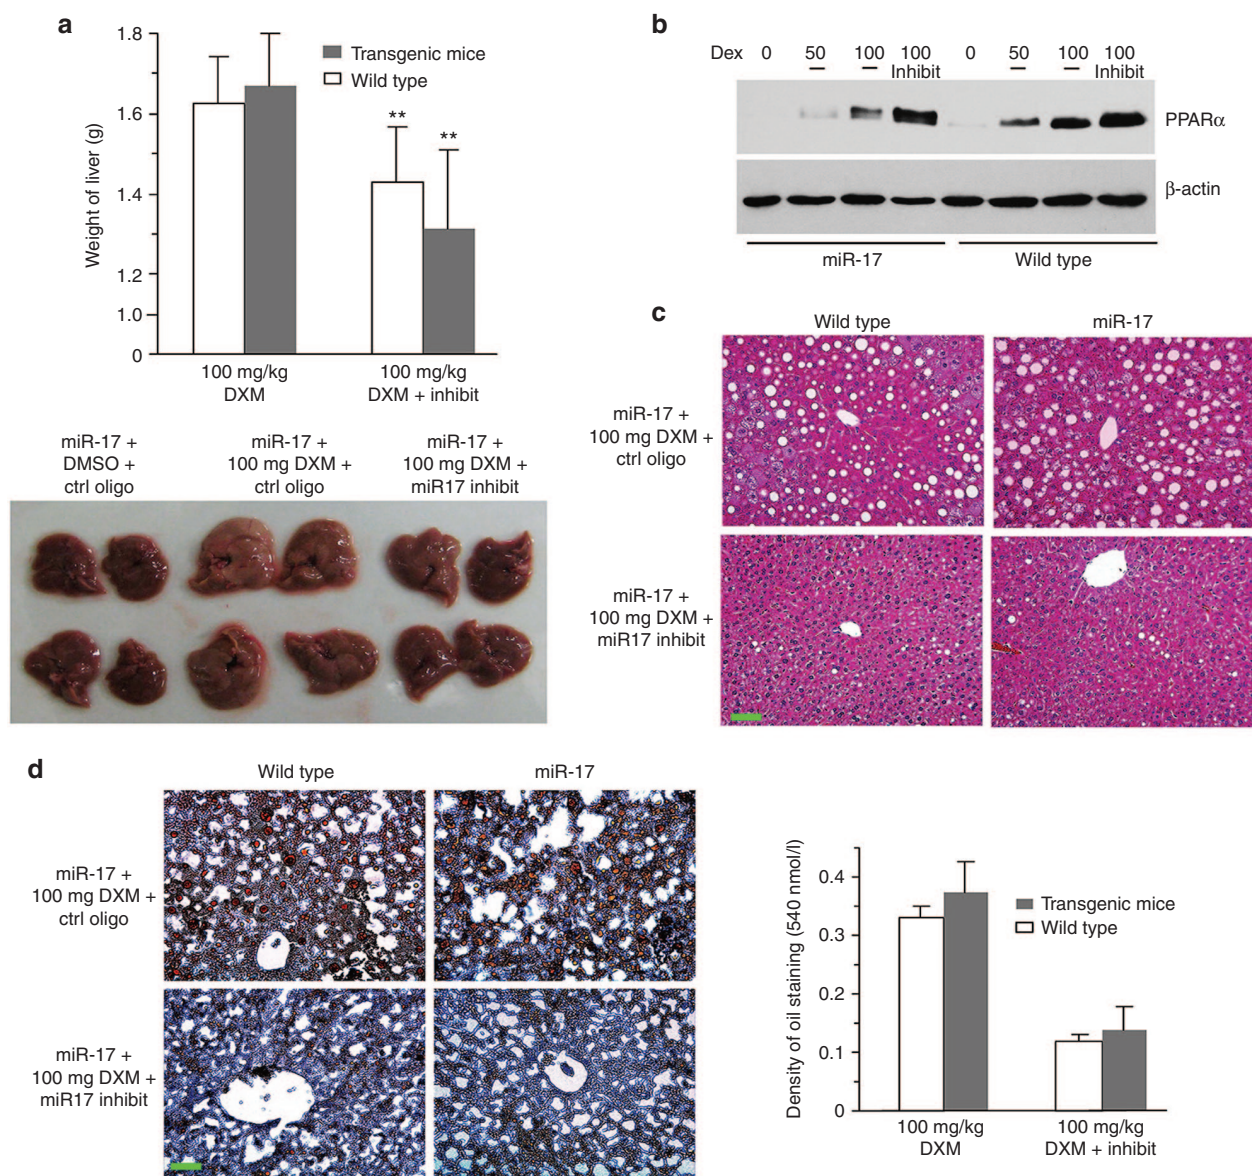 a
1.8
1.6
1.4
1.2
1.0
0
Weight of liver (g)
Transgenic mice
Wild type
**
**
100 mg/kg
DXM
100 mg/kg
DXM + inhibit
miR-17 +
DMSO +
ctrl oligo
miR-17 +
100 mg DXM +
ctrl oligo
miR-17 +
100 mg DXM +
miR17 inhibit
b
Dex 0 50 100 100 0 50 100 100
Inhibit Inhibit
PPARα
β-actin
miR-17 Wild type
c
Wild type miR-17
miR-17 +
100 mg DXM +
ctrl oligo
miR-17 +
100 mg DXM +
miR17 inhibit
d
Wild type miR-17
miR-17 +
100 mg DXM +
ctrl oligo
miR-17 +
100 mg DXM +
miR17 inhibit
Density of oil staining (540 nmol/l)
0.4
0.3
0.2
0.1
0
Transgenic mice
Wild type
100 mg/kg
DXM
100 mg/kg
DXM + inhibit